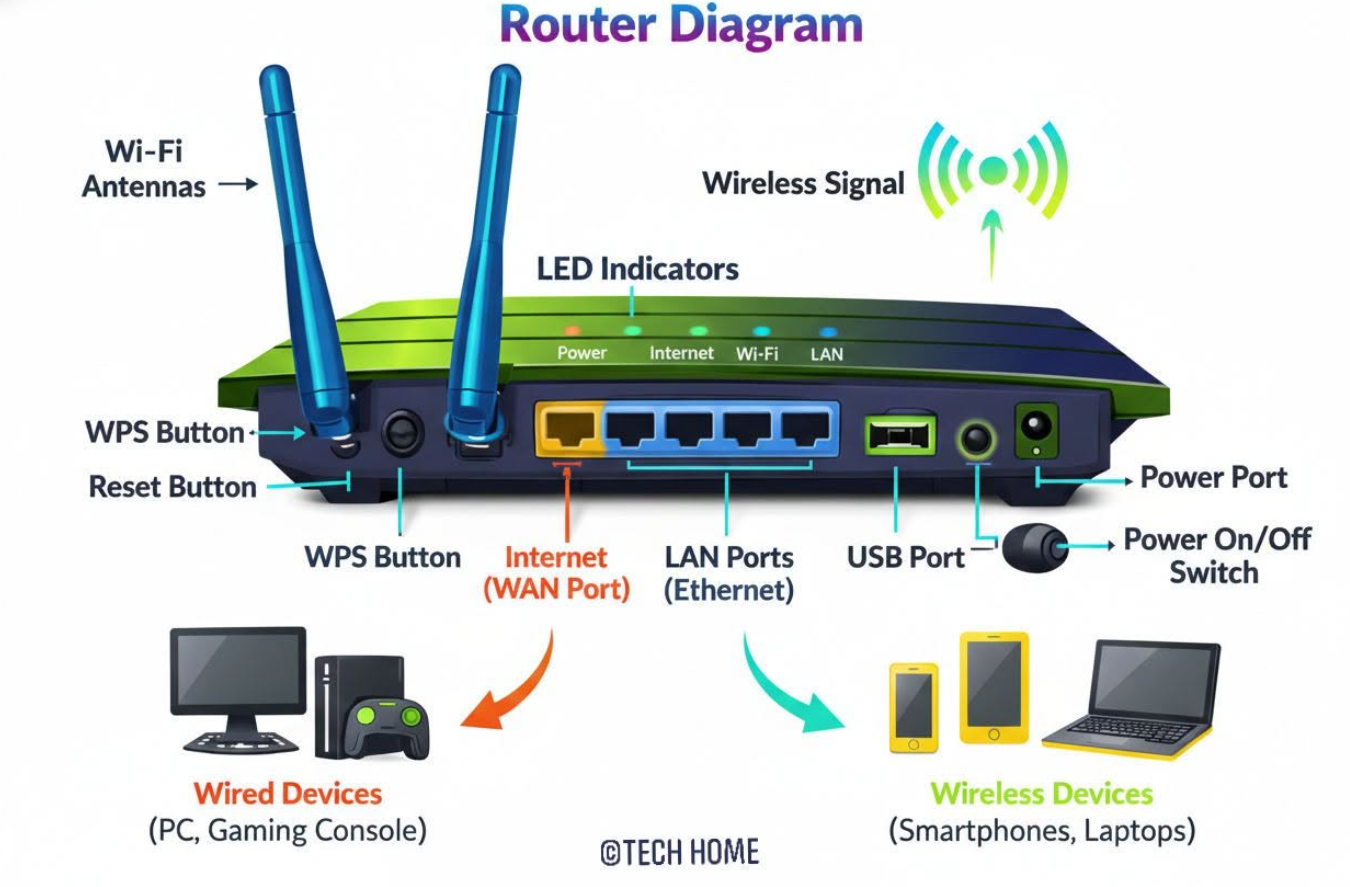 Router Diagram
Wi-Fi
Antennas
Wireless Signal
LED Indicators
Power
Internet
Wi-Fi
LAN
WPS Button
Reset Button
Power Port
WPS Button
Internet
(WAN Port)
LAN Ports
(Ethernet)
USB Port
Power On/Off
Switch
Wired Devices
(PC, Gaming Console)
Wireless Devices
(Smartphones, Laptops)
©TECH HOME